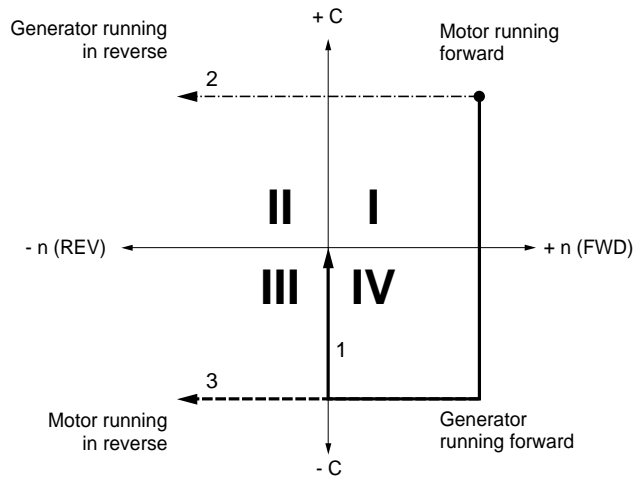 + C
Generator running
in reverse
Motor running
forward
2
II
I
- n (REV)
+ n (FWD)
III
IV
1
3
Motor running
in reverse
Generator
running forward
- C